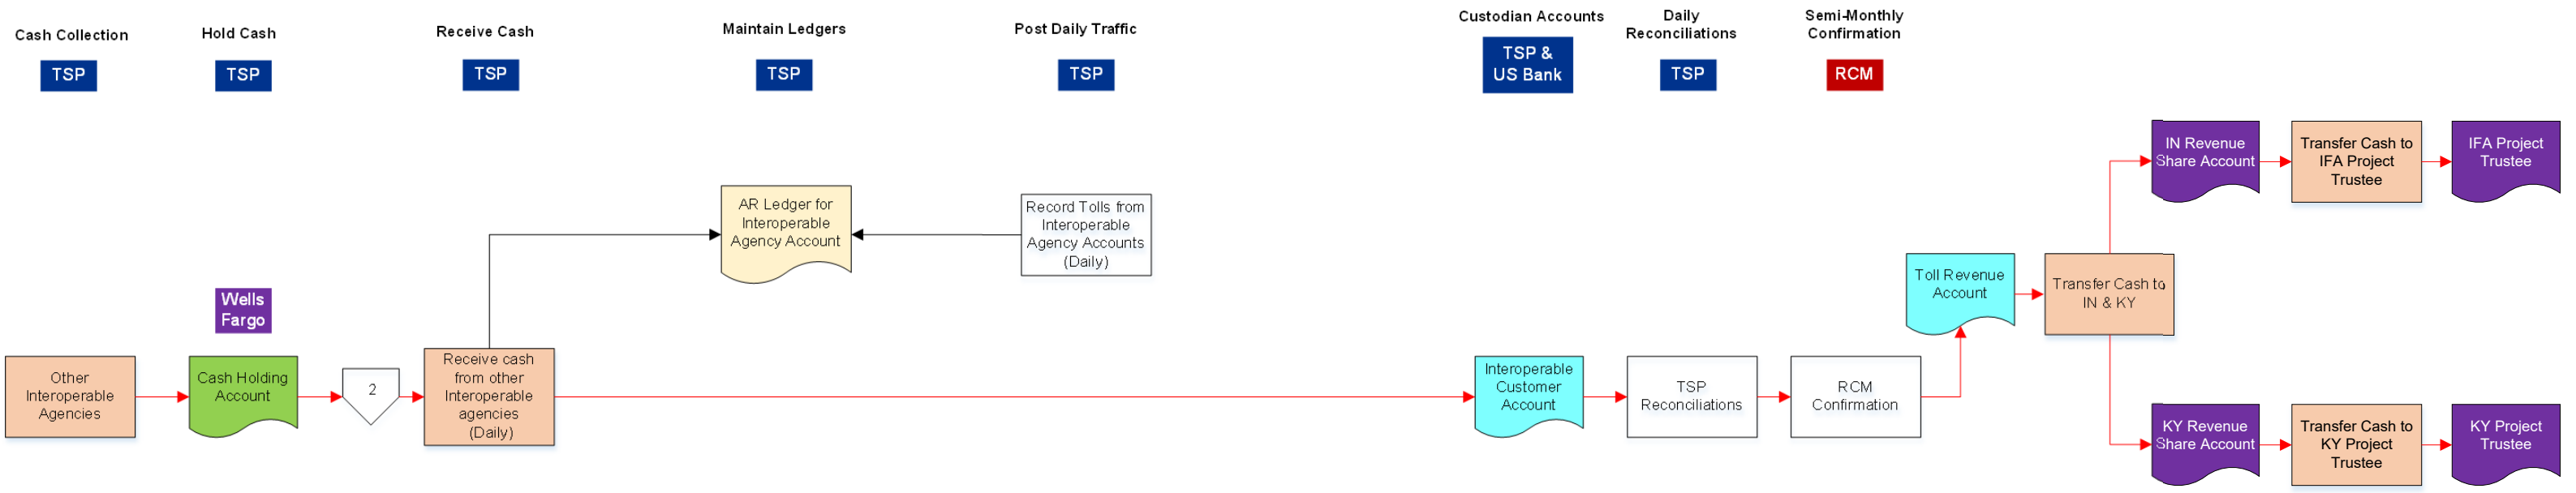 Cash Collection
TSP
Hold Cash
TSP
Receive Cash
TSP
Maintain Ledgers
TSP
Post Daily Traffic
TSP
Custodian Accounts
TSP &
US Bank
Daily
Reconciliations
TSP
Semi-Monthly
Confirmation
RCM
IN Revenue
Share Account
Transfer Cash to
IFA Project
Trustee
IFA Project
Trustee
AR Ledger for
Interoperable
Agency Account
Record Tolls from
Interoperable
Agency Accounts
(Daily)
Toll Revenue
Account
Transfer Cash to
IN & KY
Wells
Fargo
Other
Interoperable
Agencies
Cash Holding
Account
2
Receive cash
from other
Interoperable
agencies
(Daily)
Interoperable
Customer
Account
TSP
Reconciliations
RCM
Confirmation
KY Revenue
Share Account
Transfer Cash to
KY Project
Trustee
KY Project
Trustee